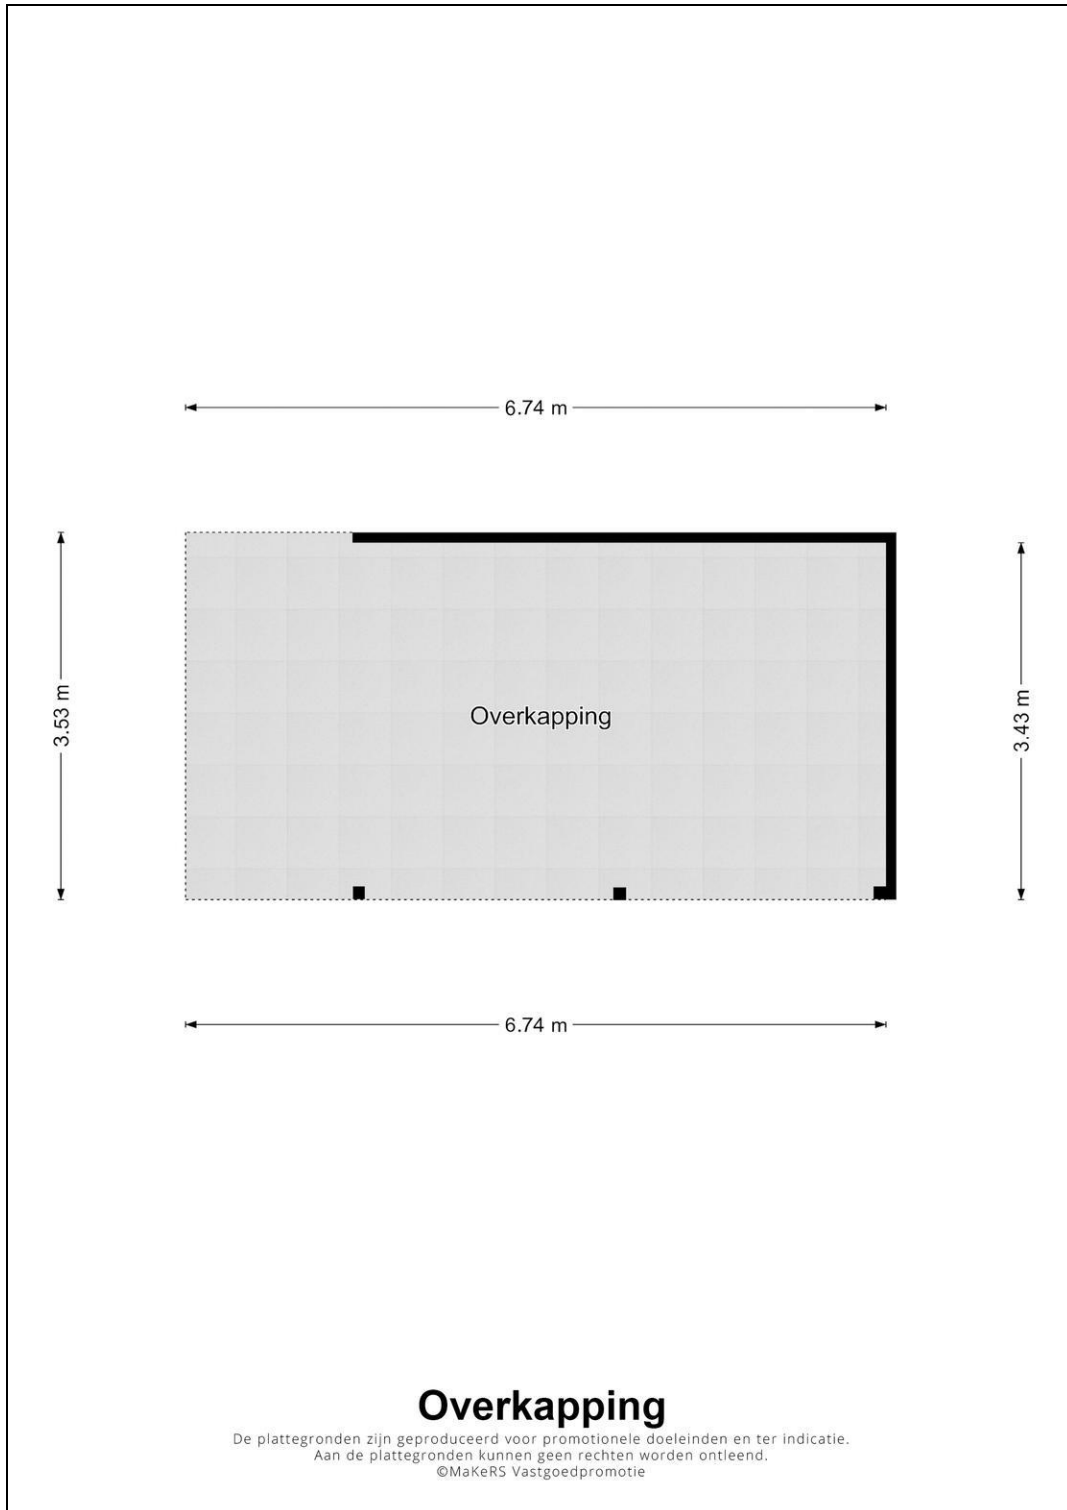 6.74 m
3.53 m
3.43 m
Overkapping
6.74 m
Overkapping
De plattegronden zijn geproduceerd voor promotionele doeleinden en ter indicatie.
Aan de plattegronden kunnen geen rechten worden ontleend.
©MaKeRS Vastgoedpromotie